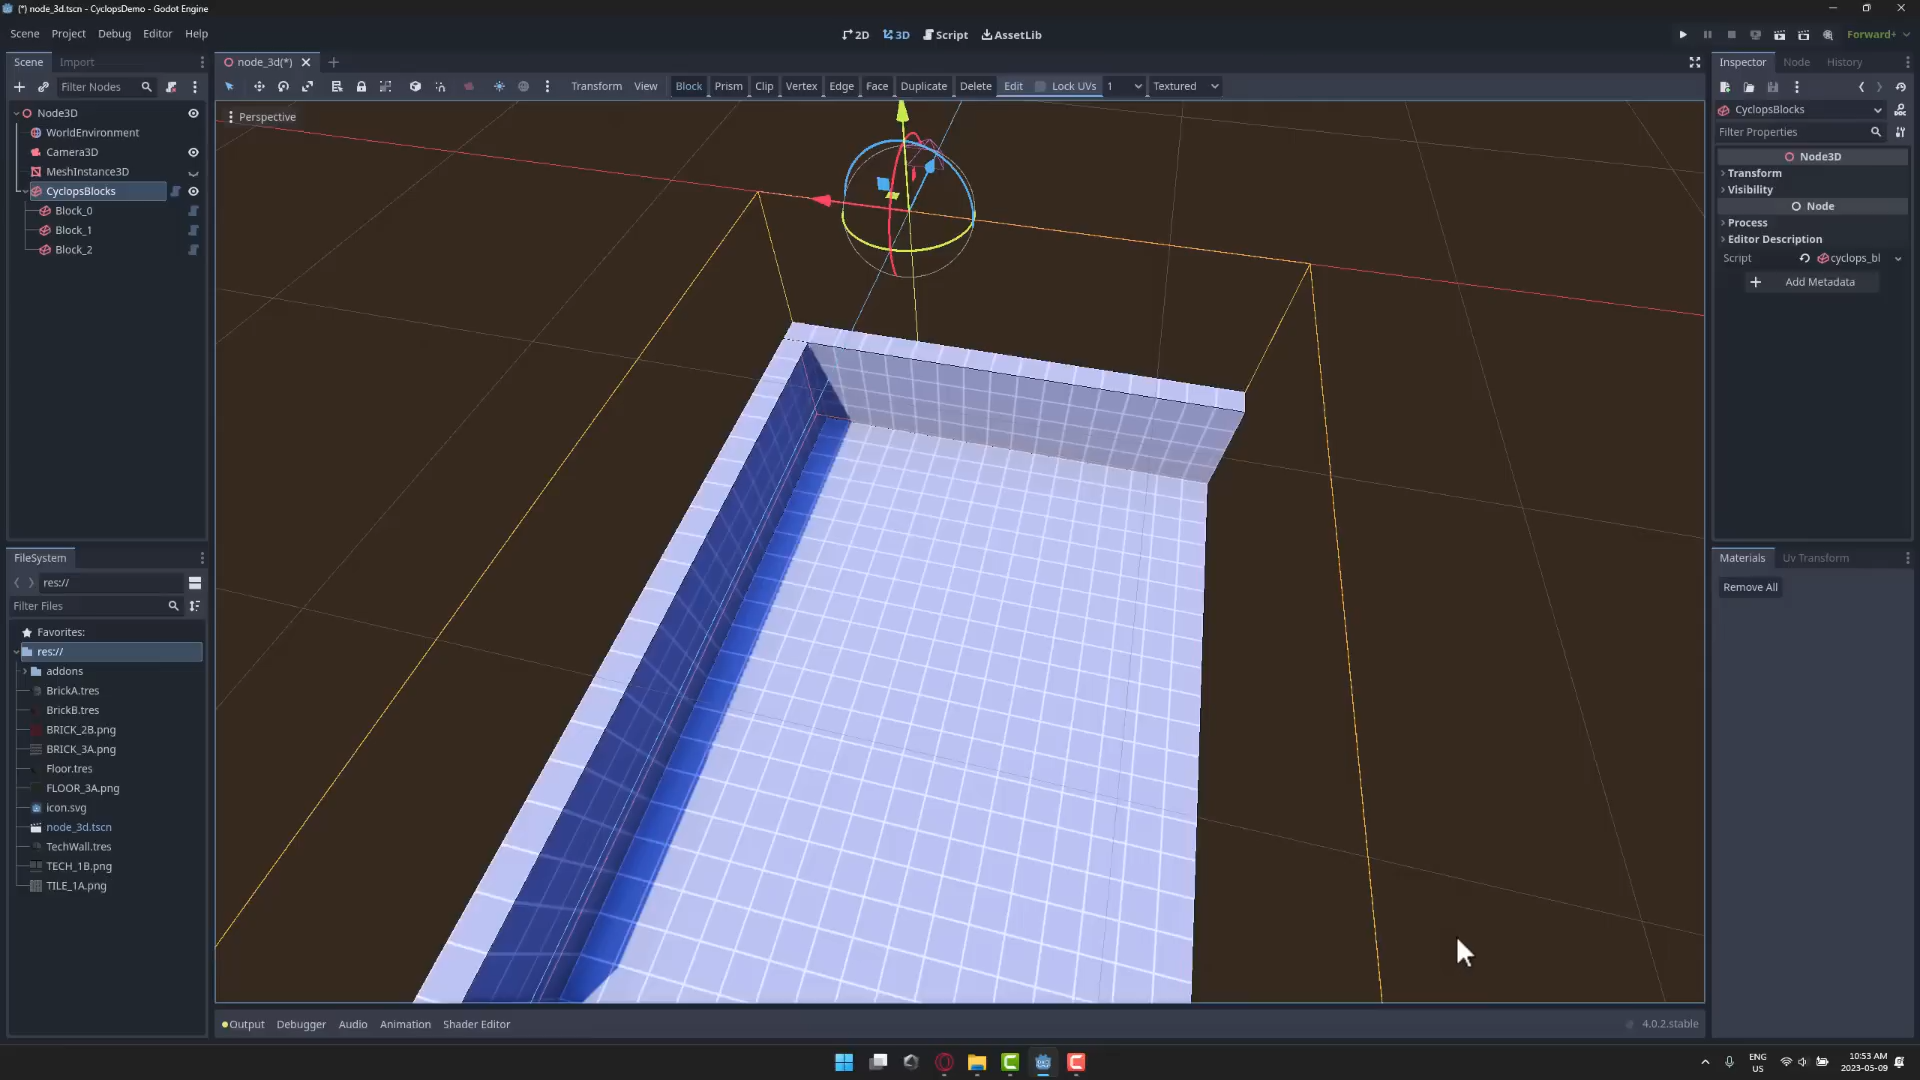 (*) node_3d.tscn - CyclopsDemo - Godot Engine
Scene Project Debug Editor Help
2D 3D Script AssetLib
Forward+
Scene Import
node_3d(*)
Inspector Node History
Filter Nodes
Transform View Block Prism Clip Vertex Edge Face Duplicate Delete Edit Lock UVs 1 Textured
Perspective
Node3D
WorldEnvironment
Camera3D
MeshInstance3D
CyclopsBlocks
Block_0
Block_1
Block_2
CyclopsBlocks
Filter Properties
Node3D
Transform
Visibility
Node
Process
Editor Description
Script cyclops_bl
Add Metadata
FileSystem
res://
Filter Files
Favorites:
res://
addons
BrickA.tres
BrickB.tres
BRICK_2B.png
BRICK_3A.png
Floor.tres
FLOOR_3A.png
icon.svg
node_3d.tscn
TechWall.tres
TECH_1B.png
TILE_1A.png
Materials Uv Transform
Remove All
Output Debugger Audio Animation Shader Editor
4.0.2.stable
ENG
US
10:53 AM
2023-05-09